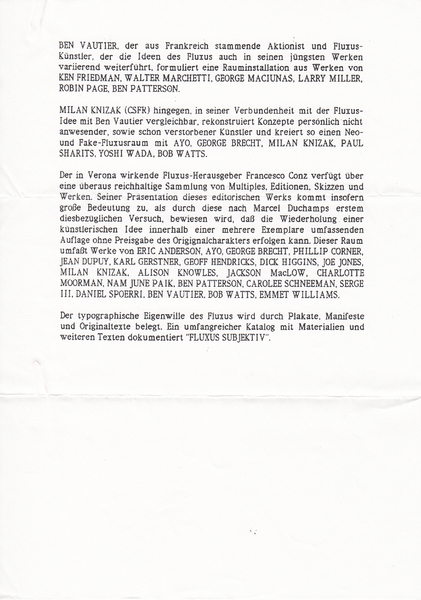 BEN VAUTIER, der aus Frankreich stammende Aktionist und Fluxus-
Künstler, der die Ideen des Fluxus auch in seinen jüngsten Werken
variierend weiterführt, formuliert eine Rauminstallation aus Werken von
KEN FRIEDMAN, WALTER MARCHETTI, GEORGE MACIUNAS, LARRY MILLER,
ROBIN PAGE, BEN PATTERSON.
MILAN KNIZAK (CSFR) hingegen, in seiner Verbundenheit mit der Fluxus-
Idee mit Ben Vautier vergleichbar, rekonstruiert Konzepte persönlich nicht
anwesender, sowie schon verstorbener Künstler und kreiert so einen Neo-
und Fake-Fluxusraum mit AYO, GEORGE BRECHT, MILAN KNIZAK, PAUL
SHARITS, YOSHI WADA, BOB WATTS.
Der in Verona wirkende Fluxus-Herausgeber Francesco Conz verfügt über
eine überaus reichhaltige Sammlung von Multiples, Editionen, Skizzen und
Werken. Seiner Präsentation dieses editorischen Werks kommt insofern
große Bedeutung zu, als durch diese nach Marcel Duchamps erstem
diesbezüglichen Versuch, bewiesen wird, daß die Wiederholung einer
künstlerischen Idee innerhalb einer mehrere Exemplare umfassenden
Auflage ohne Preisgabe des Origignalcharakters erfolgen kann. Dieser Raum
umfaßt Werke von ERIC ANDERSON, AYO, GEORGE BRECHT, PHILLIP CORNER,
JEAN DUPUY, KARL GERSTNER, GEOFF HENDRICKS, DICK HIGGINS, JOE JONES,
MILAN KNIZAK, ALISON KNOWLES, JACKSON MacLOW, CHARLOTTE
MOORMAN, NAM JUNE PAIK, BEN PATTERSON, CAROLEE SCHNEEMAN, SERGE
III, DANIEL SPOERRI, BEN VAUTIER, BOB WATTS, EMMET WILLIAMS.
Der typographische Eigenwille des Fluxus wird durch Plakate, Manifeste
und Originaltexte belegt. Ein umfangreicher Katalog mit Materialien und
weiteren Texten dokumentiert "FLUXUS SUBJEKTIV".